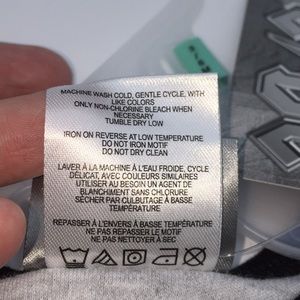 MACHINE WASH COLD, GENTLE CYCLE, WITH
LIKE COLORS
ONLY NON-CHLORINE BLEACH WHEN
NECESSARY
TUMBLE DRY LOW
IRON ON REVERSE AT LOW TEMPERATURE
DO NOT IRON MOTIF
DO NOT DRY CLEAN
LAVER À LA MACHINE À L'EAU FROIDE, CYCLE
DÉLICAT, AVEC COULEURS SIMILAIRES
UTILISER AU BESOIN UN AGENT DE
BLANCHIMENT SANS CHLORURE
SÉCHER PAR CULBUTAGE À BASSE
TEMPÉRATURE
REPASSER À L'ENVERS À BASSE TEMPÉRATURE
NE PAS REPASSER LE MOTIF
NE PAS NETTOYER À SEC